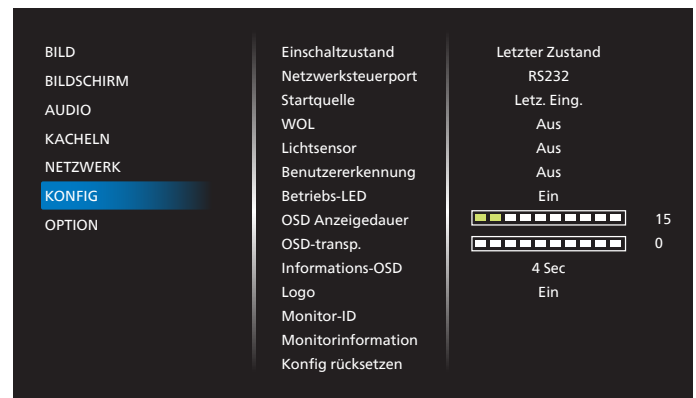 BILD
BILDSCHIRM
AUDIO
KACHELN
NETZWERK
KONFIG
OPTION
Einschaltzustand Letzter Zustand
Netzwerksteuerport RS232
Startquelle Letz. Eing.
WOL Aus
Lichtsensor Aus
Benutzererkennung Aus
Betriebs-LED Ein
OSD Anzeigedauer 15
OSD-transp. 0
Informations-OSD 4 Sec
Logo Ein
Monitor-ID
Monitorinformation
Konfig rücksetzen